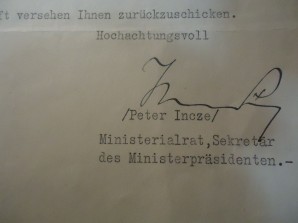 ft versehen Ihnen zurückzuschicken.
Hochachtungsvoll
/Peter Incze/
Ministerialrat,Sekretär
des Ministerpräsidenten.-